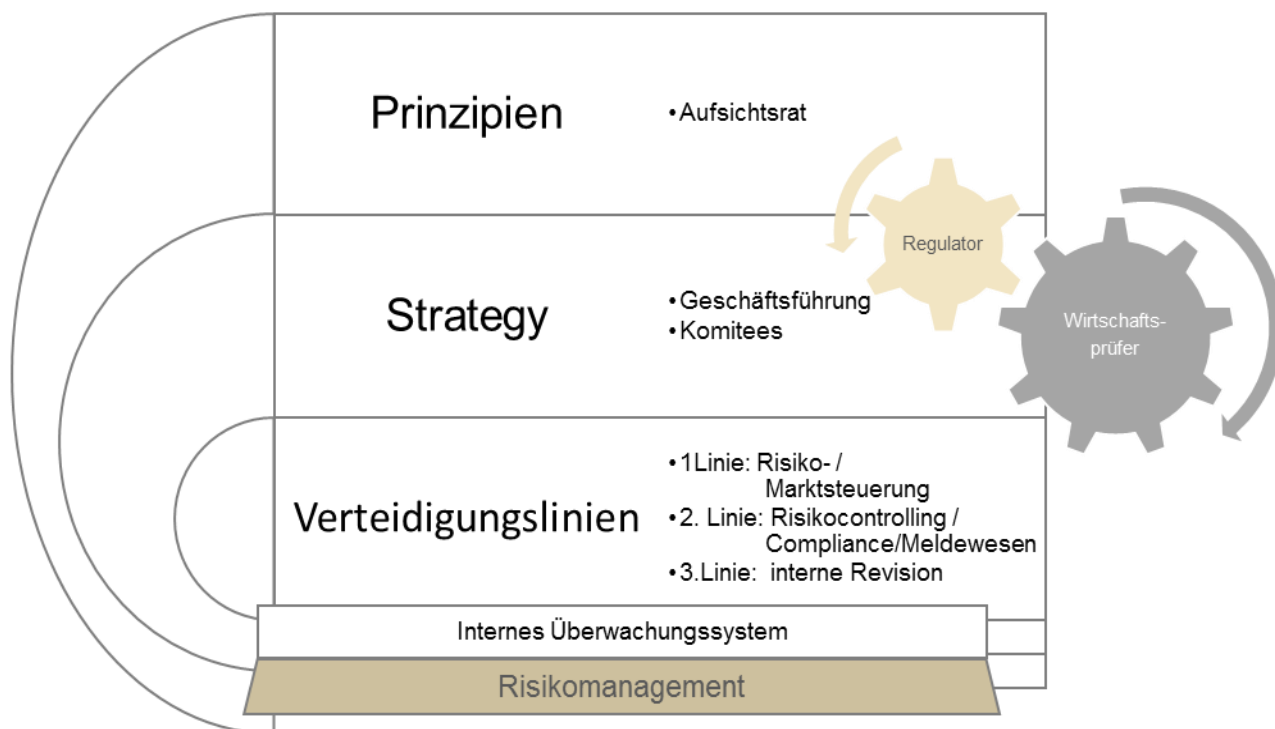 Prinzipien
•Aufsichtsrat
Regulator
Wirtschafts-
prüfer
Strategy
•Geschäftsführung
•Komitees
Verteidigungslinien
•1Linie: Risiko- /
Marktsteuerung
•2. Linie: Risikocontrolling /
Compliance/Meldewesen
•3.Linie: interne Revision
Internes Überwachungssystem
Risikomanagement